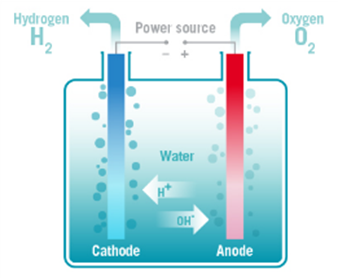 Hydrogen
H₂
Power source
− +
Oxygen
O₂
Water
H⁺
OH⁻
Cathode
Anode